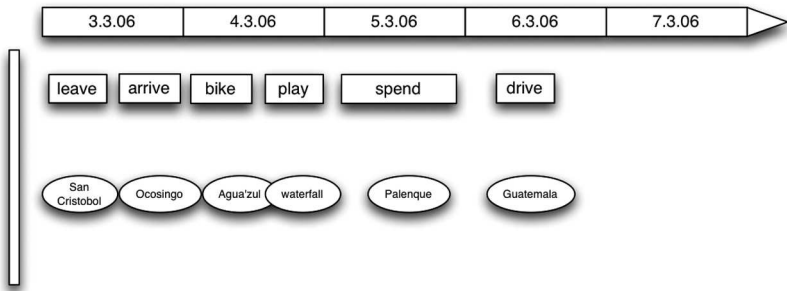 3.3.06 4.3.06 5.3.06 6.3.06 7.3.06
leave arrive bike play spend drive
San
Cristobol
Ocosingo Agua'zul waterfall Palenque Guatemala